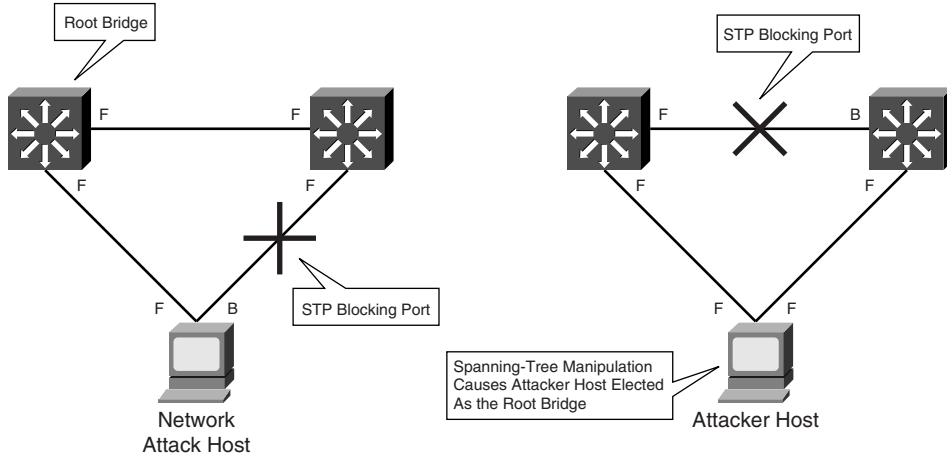 Root Bridge
STP Blocking Port
F
F
F
B
F
F
F
F
F
B
F
F
STP Blocking Port
Spanning-Tree Manipulation
Causes Attacker Host Elected
As the Root Bridge
Network
Attack Host
Attacker Host